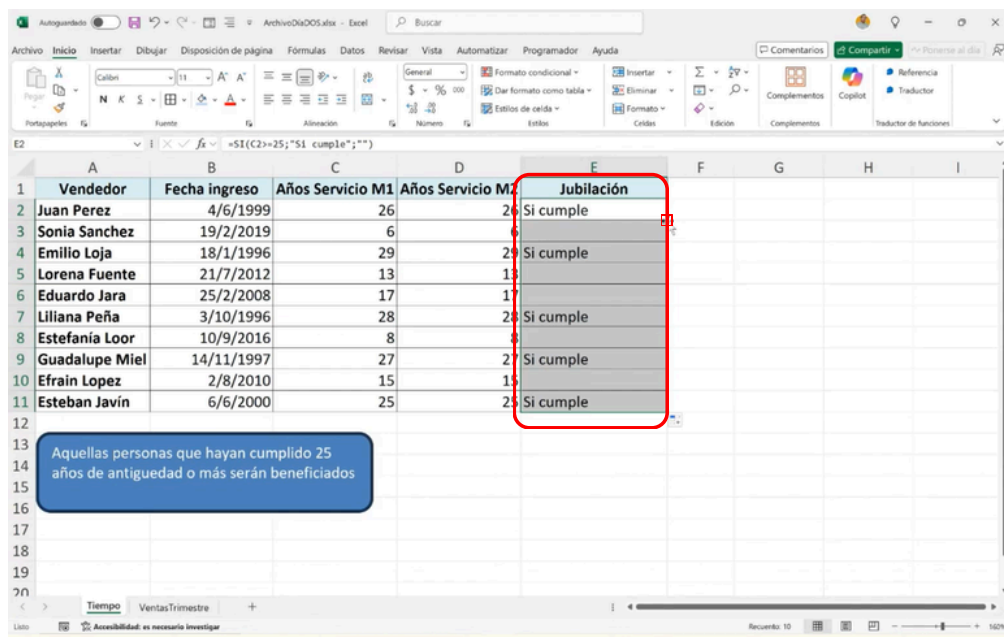 Autoguardado ArchivoDiaDOS.xlsx - Excel Buscar
Archivo Inicio Insertar Dibujar Disposición de página Fórmulas Datos Revisar Vista Automatizar Programador Ayuda Comentarios Compartir Ponerse al día
Pegar Calibri 11 General Formato condicional Insertar Referencia
N K S $ % 000 Dar formato como tabla Eliminar Complementos Copilot Traductor
Estilos de celda Formato
Portapapeles Fuente Alineación Número Estilos Celdas Edición Complementos Traductor de funciones
E2 fx =SI(C2>=25;"Si cumple";"")
A B C D E F G H I
1 Vendedor Fecha ingreso Años Servicio M1 Años Servicio M2 Jubilación
2 Juan Perez 4/6/1999 26 26 Si cumple
3 Sonia Sanchez 19/2/2019 6 6
4 Emilio Loja 18/1/1996 29 29 Si cumple
5 Lorena Fuente 21/7/2012 13 13
6 Eduardo Jara 25/2/2008 17 17
7 Liliana Peña 3/10/1996 28 28 Si cumple
8 Estefanía Loor 10/9/2016 8 8
9 Guadalupe Miel 14/11/1997 27 27 Si cumple
10 Efrain Lopez 2/8/2010 15 15
11 Esteban Javín 6/6/2000 25 25 Si cumple
12
13
Aquellas personas que hayan cumplido 25
14
años de antiguedad o más serán beneficiados
15
16
17
18
19
20
Tiempo VentasTrimestre +
Listo Accesibilidad: es necesario investigar Recuento: 10 160%